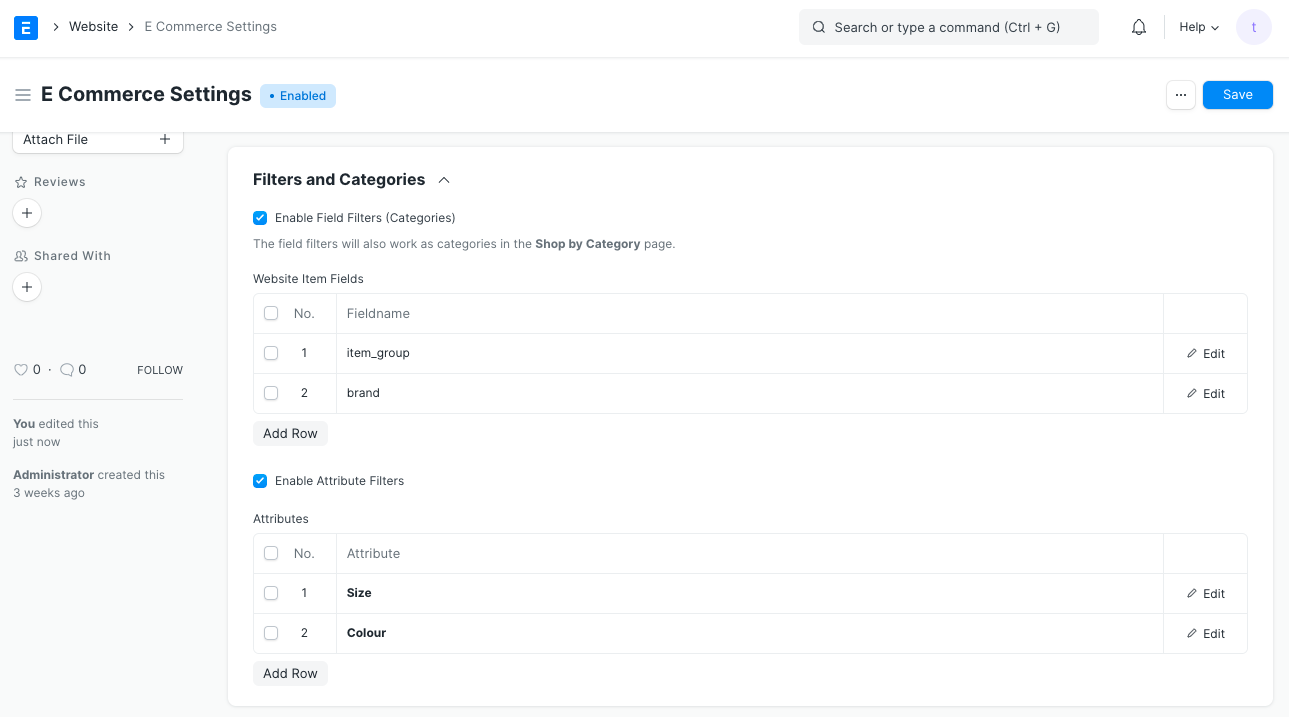 E Website E Commerce Settings Search or type a command (Ctrl + G) Help t
E Commerce Settings • Enabled ... Save
Attach File +
Reviews
+
Shared With
+
0 · 0 FOLLOW
You edited this
just now
Administrator created this
3 weeks ago
Filters and Categories
Enable Field Filters (Categories)
The field filters will also work as categories in the Shop by Category page.
Website Item Fields
No. Fieldname
1 item_group Edit
2 brand Edit
Add Row
Enable Attribute Filters
Attributes
No. Attribute
1 Size Edit
2 Colour Edit
Add Row